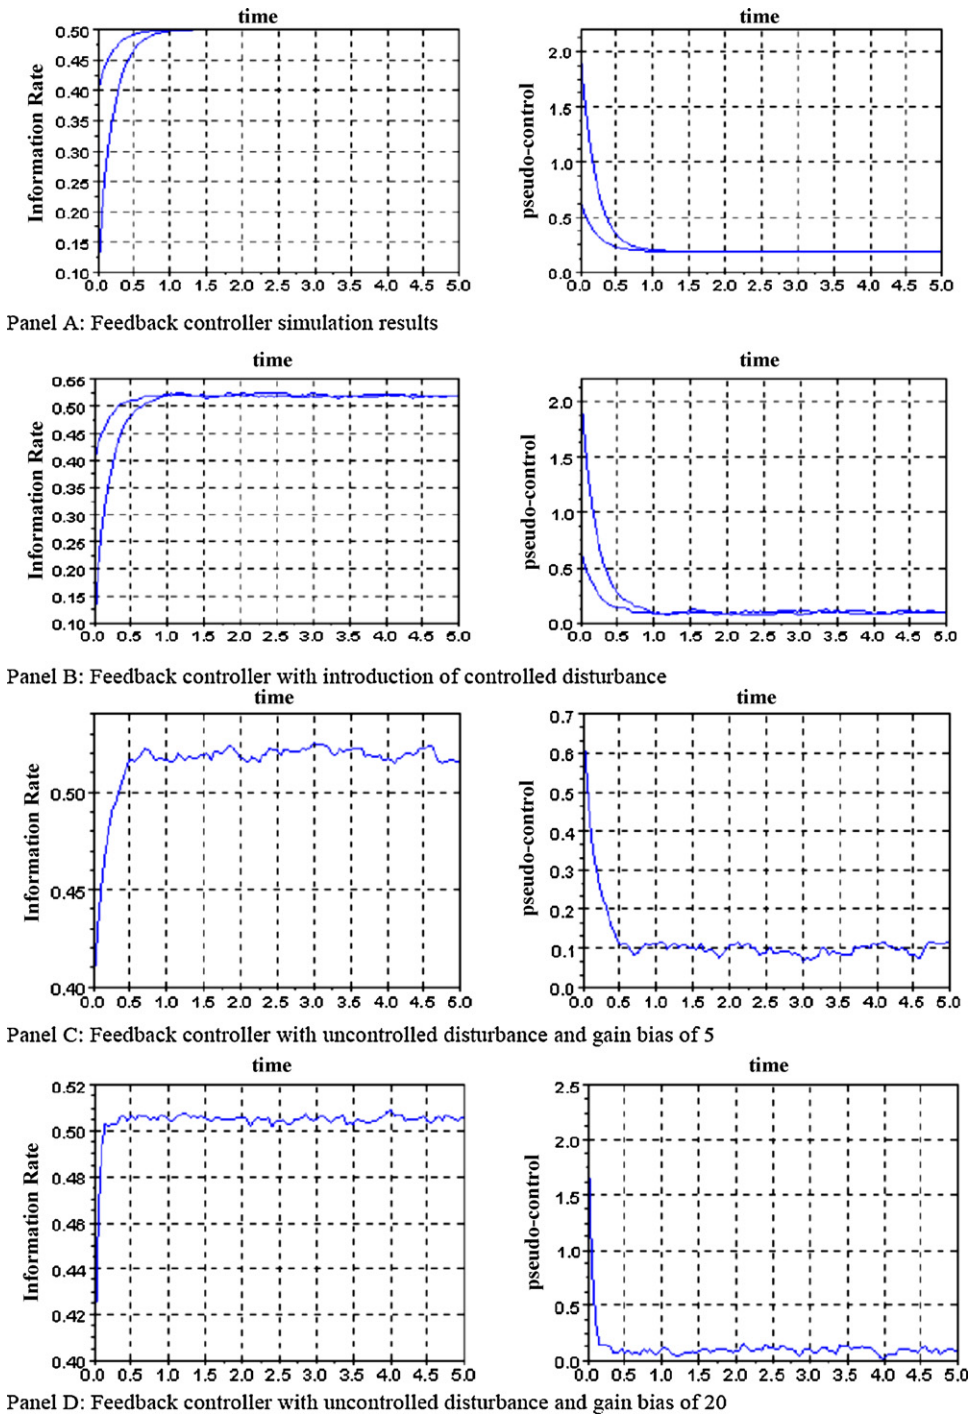 time
Information Rate
0.50
0.45
0.40
0.35
0.30
0.25
0.20
0.15
0.10
0.0 0.5 1.0 1.5 2.0 2.5 3.0 3.5 4.0 4.5 5.0
time
pseudo-control
2.0
1.5
1.0
0.5
0.0
0.0 0.5 1.0 1.5 2.0 2.5 3.0 3.5 4.0 4.5 5.0
Panel A: Feedback controller simulation results
time
Information Rate
0.55
0.50
0.45
0.40
0.35
0.30
0.25
0.20
0.15
0.10
0.0 0.5 1.0 1.5 2.0 2.5 3.0 3.5 4.0 4.5 5.0
time
pseudo-control
2.0
1.5
1.0
0.5
0.0
0.0 0.5 1.0 1.5 2.0 2.5 3.0 3.5 4.0 4.5 5.0
Panel B: Feedback controller with introduction of controlled disturbance
time
Information Rate
0.50
0.45
0.40
0.0 0.5 1.0 1.5 2.0 2.5 3.0 3.5 4.0 4.5 5.0
time
pseudo-control
0.7
0.6
0.5
0.4
0.3
0.2
0.1
0.0
0.0 0.5 1.0 1.5 2.0 2.5 3.0 3.5 4.0 4.5 5.0
Panel C: Feedback controller with uncontrolled disturbance and gain bias of 5
time
Information Rate
0.52
0.50
0.48
0.46
0.44
0.42
0.40
0.0 0.5 1.0 1.5 2.0 2.5 3.0 3.5 4.0 4.5 5.0
time
pseudo-control
2.5
2.0
1.5
1.0
0.5
0.0
0.0 0.5 1.0 1.5 2.0 2.5 3.0 3.5 4.0 4.5 5.0
Panel D: Feedback controller with uncontrolled disturbance and gain bias of 20